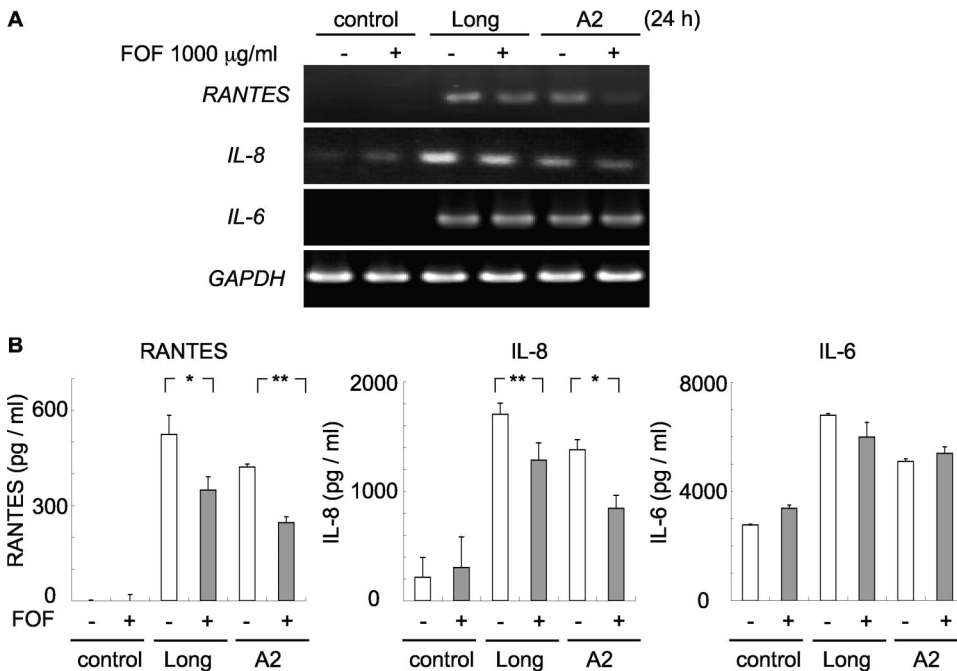 A
control Long A2 (24 h)
FOF 1000 μg/ml - + - + - +
RANTES
IL-8
IL-6
GAPDH
B
RANTES
RANTES (pg / ml)
600
300
0
* **
FOF - + - + - +
control Long A2
IL-8
IL-8 (pg / ml)
2000
1000
0
** *
- + - + - +
control Long A2
IL-6
IL-6 (pg / ml)
8000
4000
0
- + - + - +
control Long A2